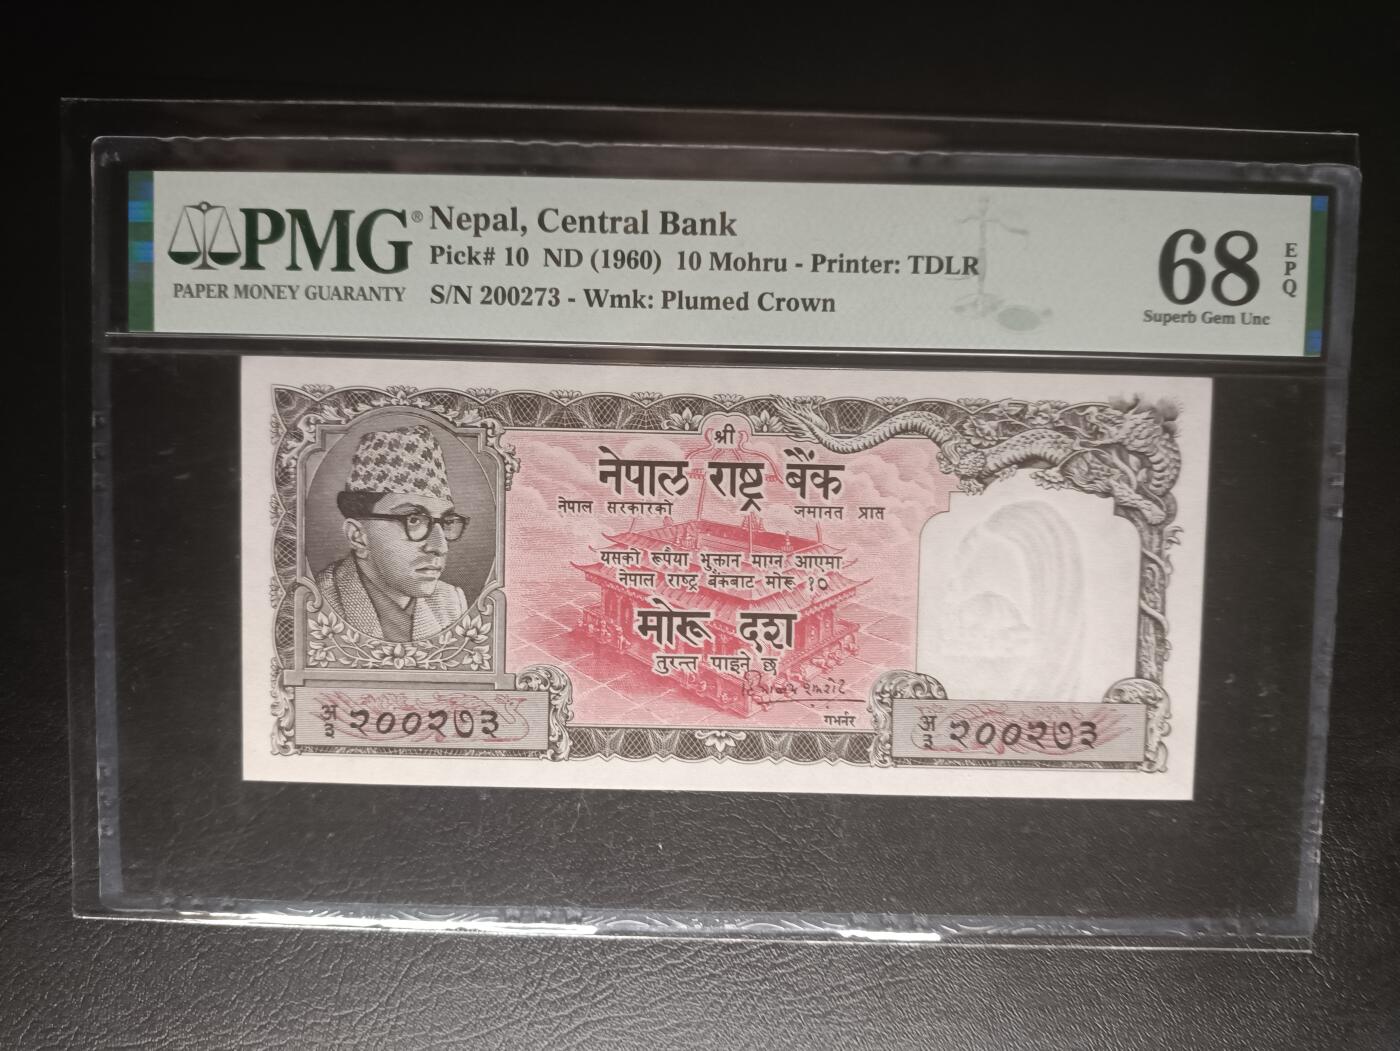 PMG®
PAPER MONEY GUARANTY
Nepal, Central Bank
Pick# 10 ND (1960) 10 Mohru - Printer: TDLR
S/N 200273 - Wmk: Plumed Crown
68
EPQ
Superb Gem Unc
श्री
नेपाल राष्ट्र बैंक
नेपाल सरकारको जमानत प्राप्त
यसको रूपैया भुक्तान माग्न आएमा
नेपाल राष्ट्र बैंकबाट मोरू १०
मोरू दश
तुरन्त पाइने छ
गभर्नर
अ/३ २००२७३
अ/३ २००२७३